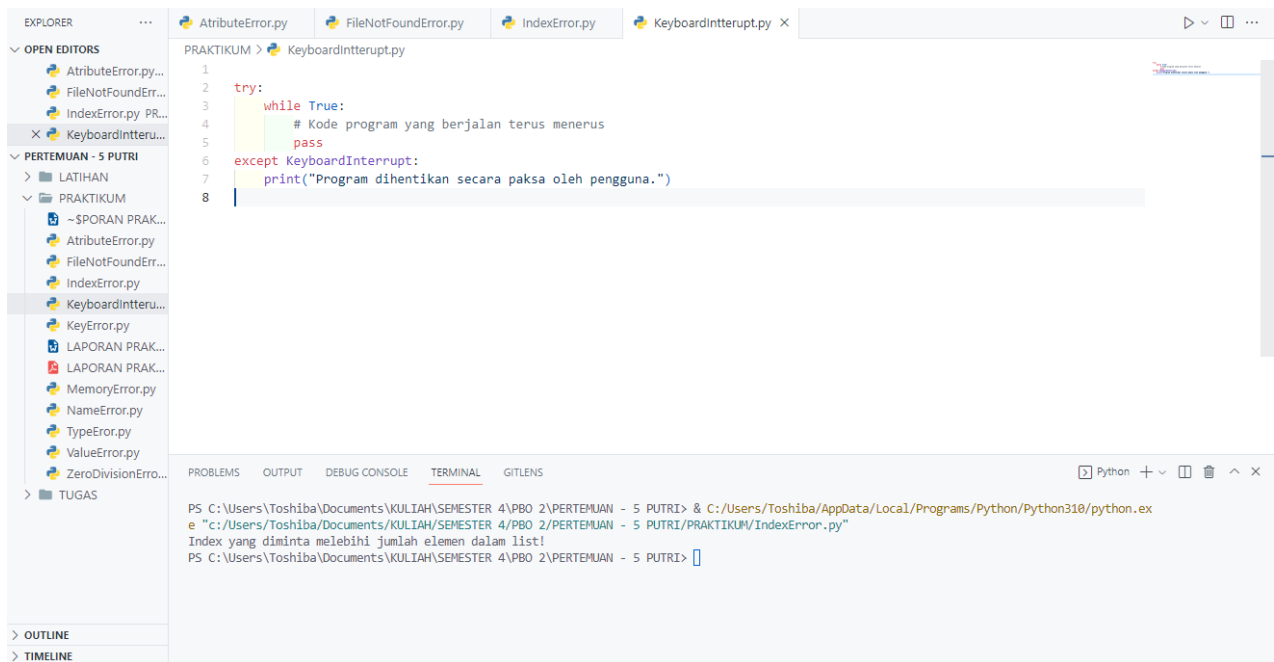 EXPLORER ...
OPEN EDITORS
AtributeError.py...
FileNotFoundErr...
IndexError.py PR...
KeyboardIntteru...
PERTEMUAN - 5 PUTRI
LATIHAN
PRAKTIKUM
~$PORAN PRAK...
AtributeError.py
FileNotFoundErr...
IndexError.py
KeyboardIntteru...
KeyError.py
LAPORAN PRAK...
LAPORAN PRAK...
MemoryError.py
NameError.py
TypeEror.py
ValueError.py
ZeroDivisionErro...
TUGAS
OUTLINE
TIMELINE
AtributeError.py FileNotFoundError.py IndexError.py KeyboardIntterupt.py
PRAKTIKUM > KeyboardIntterupt.py
1
2 try:
3 while True:
4 # Kode program yang berjalan terus menerus
5 pass
6 except KeyboardInterrupt:
7 print("Program dihentikan secara paksa oleh pengguna.")
8
PROBLEMS OUTPUT DEBUG CONSOLE TERMINAL GITLENS Python
PS C:\Users\Toshiba\Documents\KULIAH\SEMESTER 4\PBO 2\PERTEMUAN - 5 PUTRI> & C:/Users/Toshiba/AppData/Local/Programs/Python/Python310/python.ex
e "c:/Users/Toshiba/Documents/KULIAH/SEMESTER 4/PBO 2/PERTEMUAN - 5 PUTRI/PRAKTIKUM/IndexError.py"
Index yang diminta melebihi jumlah elemen dalam list!
PS C:\Users\Toshiba\Documents\KULIAH\SEMESTER 4\PBO 2\PERTEMUAN - 5 PUTRI>